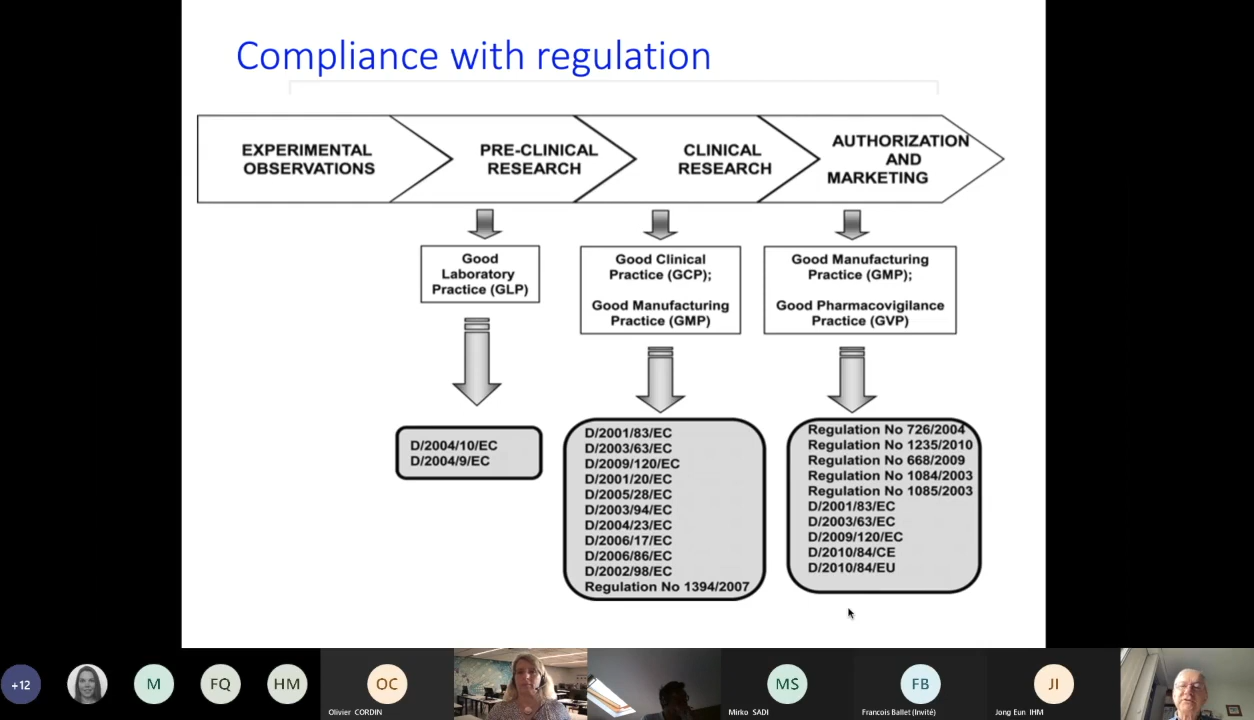 Compliance with regulation
EXPERIMENTAL
OBSERVATIONS
PRE-CLINICAL
RESEARCH
CLINICAL
RESEARCH
AUTHORIZATION
AND
MARKETING
Good
Laboratory
Practice (GLP)
Good Clinical
Practice (GCP);
Good Manufacturing
Practice (GMP)
Good Manufacturing
Practice (GMP);
Good Pharmacovigilance
Practice (GVP)
D/2004/10/EC
D/2004/9/EC
D/2001/83/EC
D/2003/63/EC
D/2009/120/EC
D/2001/20/EC
D/2005/28/EC
D/2003/94/EC
D/2004/23/EC
D/2006/17/EC
D/2006/86/EC
D/2002/98/EC
Regulation No 1394/2007
Regulation No 726/2004
Regulation No 1235/2010
Regulation No 668/2009
Regulation No 1084/2003
Regulation No 1085/2003
D/2001/83/EC
D/2003/63/EC
D/2009/120/EC
D/2010/84/CE
D/2010/84/EU
+12
M
FQ
HM
OC
Olivier CORDIN
MS
Mirko SADI
FB
Francois Ballet (Invité)
JI
Jong Eun IHM